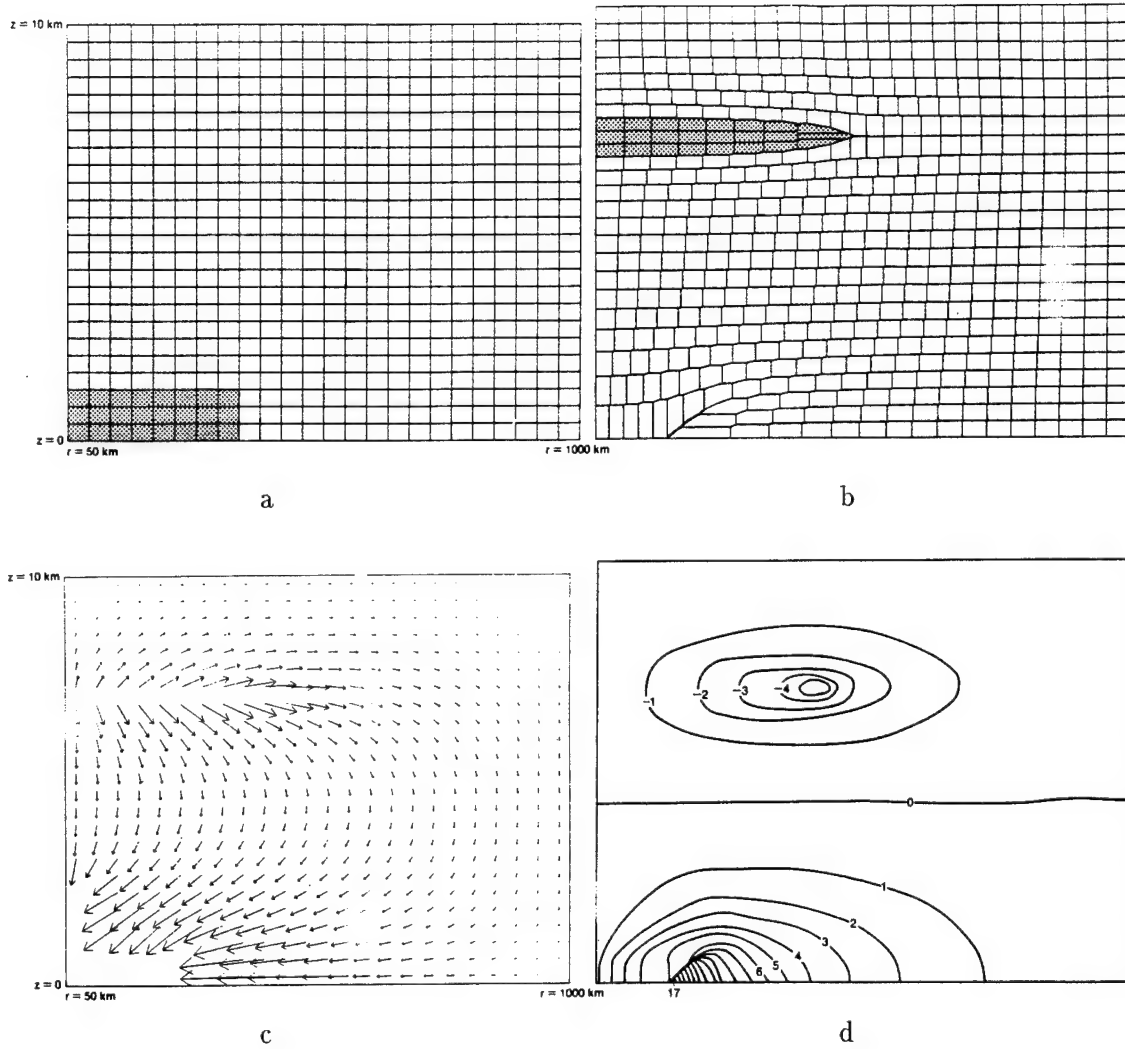 z = 10 km
z = 0
r = 50 km
r = 1000 km
a
b
z = 10 km
z = 0
r = 50 km
r = 1000 km
c
-1
-2
-3
-4
0
1
2
3
4
5
6
17
d